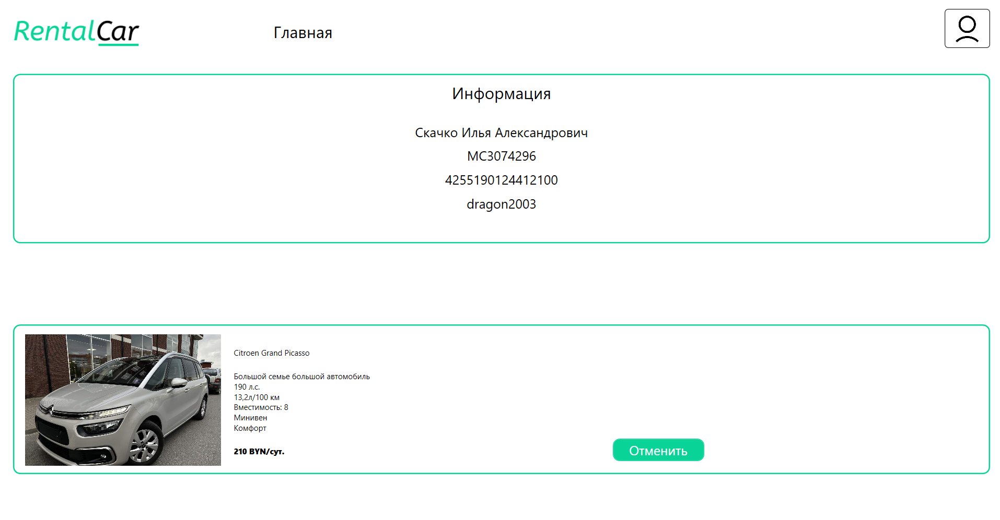 RentalCar
Главная
Информация
Скачко Илья Александрович
МС3074296
4255190124412100
dragon2003
Citroen Grand Picasso
Большой семье большой автомобиль
190 л.с.
13,2л/100 км
Вместимость: 8
Минивен
Комфорт
210 BYN/сут.
Отменить